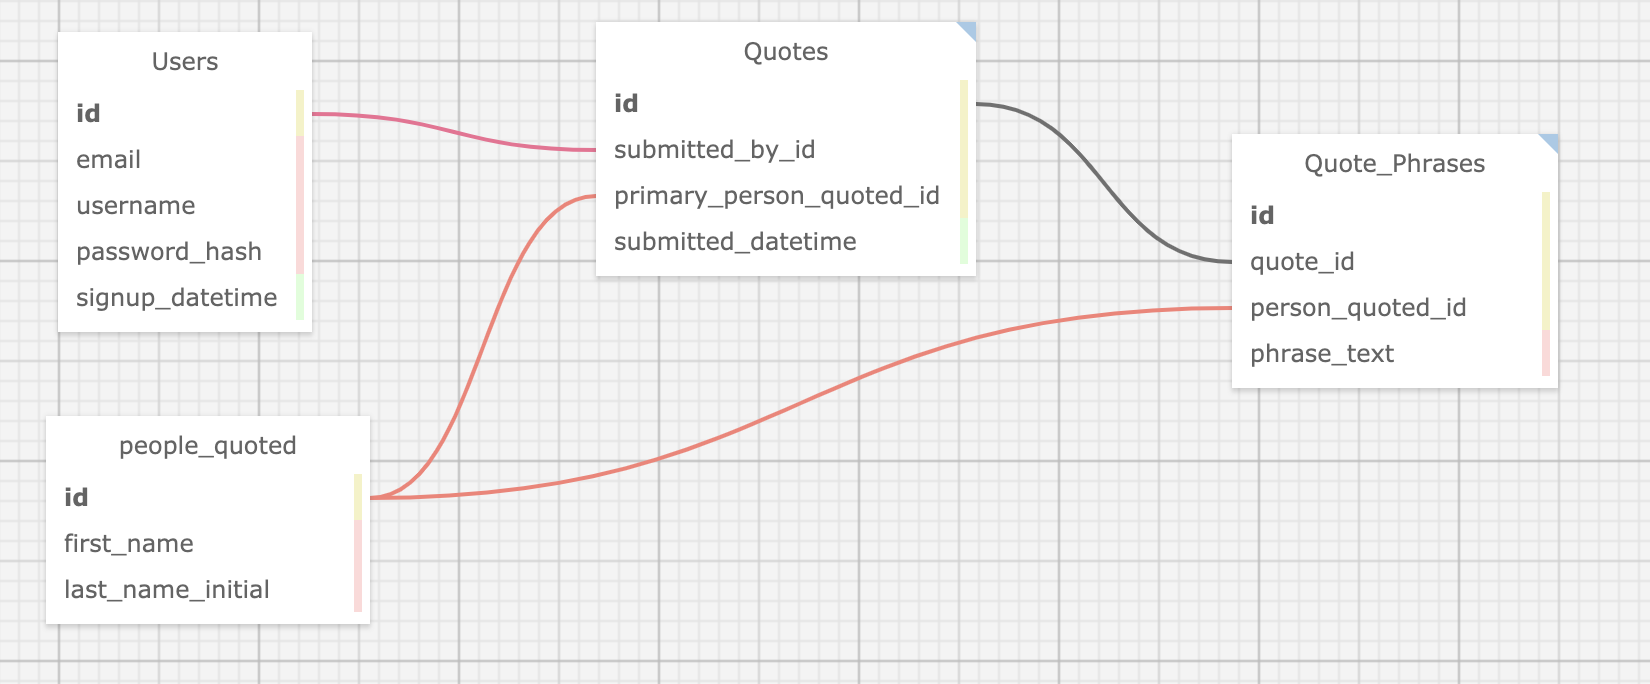 Users
id
email
username
password_hash
signup_datetime
Quotes
id
submitted_by_id
primary_person_quoted_id
submitted_datetime
Quote_Phrases
id
quote_id
person_quoted_id
phrase_text
people_quoted
id
first_name
last_name_initial